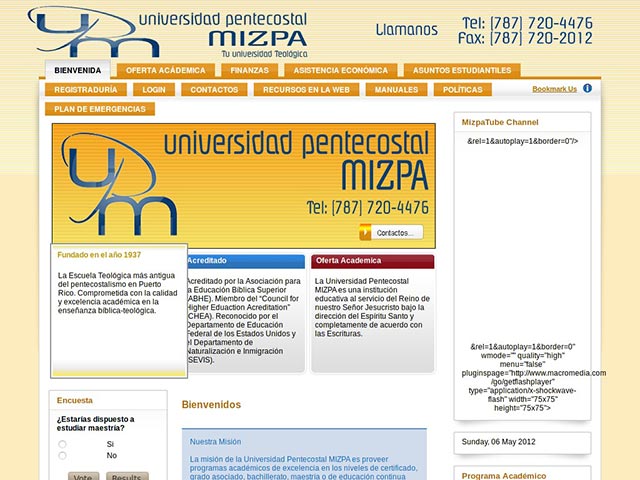 universidad pentecostal
MIZPA
Tu universidad Teológica
Llamanos
Tel: (787) 720-4476
Fax: (787) 720-2012
BIENVENIDA
OFERTA ACÁDEMICA
FINANZAS
ASISTENCIA ECONÓMICA
ASUNTOS ESTUDIANTILES
REGISTRADURÍA
LOGIN
CONTACTOS
RECURSOS EN LA WEB
MANUALES
POLÍTICAS
Bookmark Us
PLAN DE EMERGENCIAS
universidad pentecostal
MIZPA
Tel: (787) 720-4476
Contactos...
Fundado en el año 1937
La Escuela Teológica más antigua
del pentecostalismo en Puerto
Rico. Comprometida con la calidad
y excelencia académica en la
enseñanza bíblica-teológica.
Acreditado
Acreditado por la Asociación para
la Educación Bíblica Superior
(ABHE). Miembro del “Council for
Higher Eduaction Acreditation”
(CHEA). Reconocido por el
Departamento de Educación
Federal de los Estados Unidos y
el Departamento de
Naturalización e Inmigración
(SEVIS).
Oferta Academica
La Universidad Pentecostal
MIZPA es una institución
educativa al servicio del Reino de
nuestro Señor Jesucristo bajo la
dirección del Espíritu Santo y
completamente de acuerdo con
las Escrituras.
MizpaTube Channel
&rel=1&autoplay=1&border=0"/>
&rel=1&autoplay=1&border=0"
wmode="" quality="high"
menu="false"
pluginspage="http://www.macromedia.com
/go/getflashplayer"
type="application/x-shockwave-
flash" width="75x75"
height="75x75">
Encuesta
¿Estarías dispuesto a
estudiar maestría?
Si
No
Vote
Results
Bienvenidos
Nuestra Misión
La misión de la Universidad Pentecostal MIZPA es proveer
programas académicos de excelencia en los niveles de certificado,
grado asociado, bachillerato, maestría o de educación continua
Sunday, 06 May 2012
Programa Académico